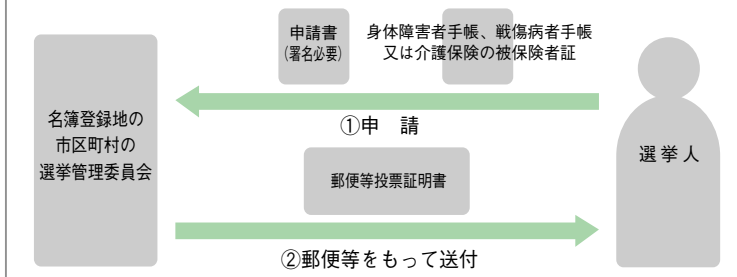 申請書
(署名必要)
身体障害者手帳、戦傷病者手帳
又は介護保険の被保険者証
名簿登録地の
市区町村の
選挙管理委員会
①申　請
選挙人
郵便等投票証明書
②郵便等をもって送付